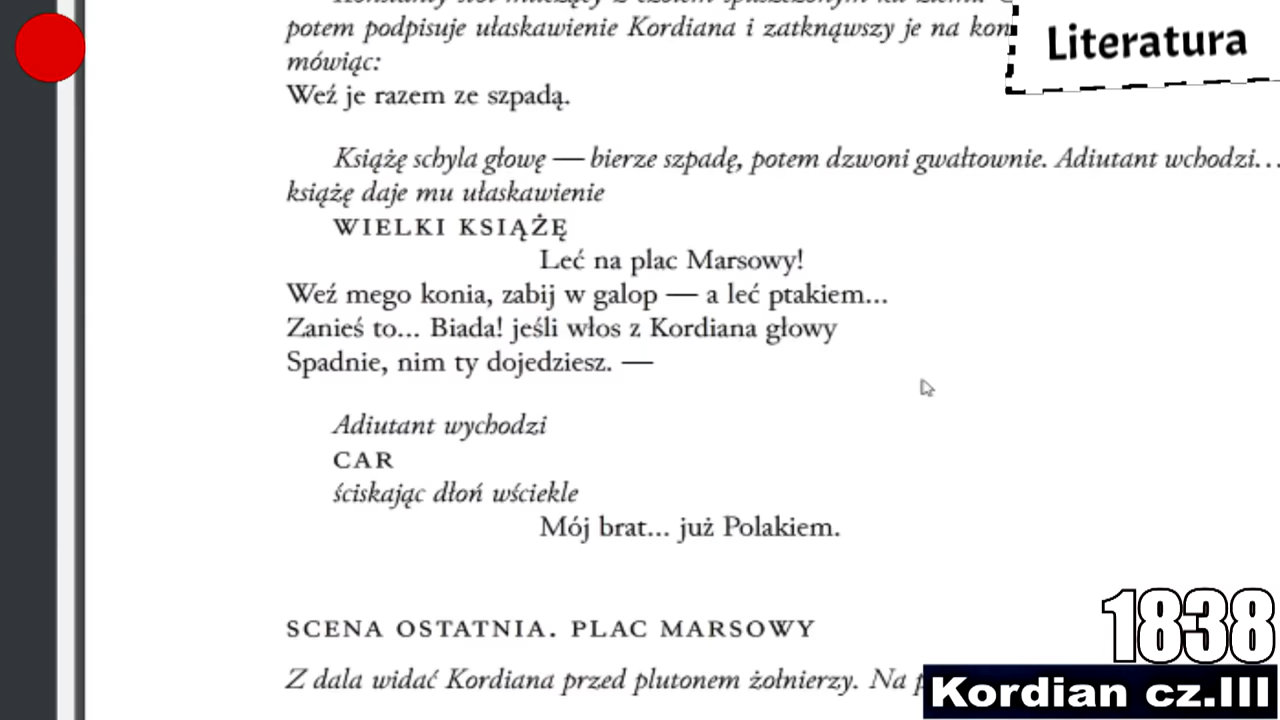 potem podpisuje ułaskawienie Kordiana i zatknąwszy je na kon
mówiąc:
Weź je razem ze szpadą.
Literatura
Książę schyla głowę — bierze szpadę, potem dzwoni gwałtownie. Adiutant wchodzi…
książę daje mu ułaskawienie
WIELKI KSIĄŻĘ
Leć na plac Marsowy!
Weź mego konia, zabij w galop — a leć ptakiem...
Zanieś to... Biada! jeśli włos z Kordiana głowy
Spadnie, nim ty dojedziesz. —
Adiutant wychodzi
CAR
ściskając dłoń wściekle
Mój brat... już Polakiem.
SCENA OSTATNIA. PLAC MARSOWY
Z dala widać Kordiana przed plutonem żołnierzy. Na
1838
Kordian cz.III